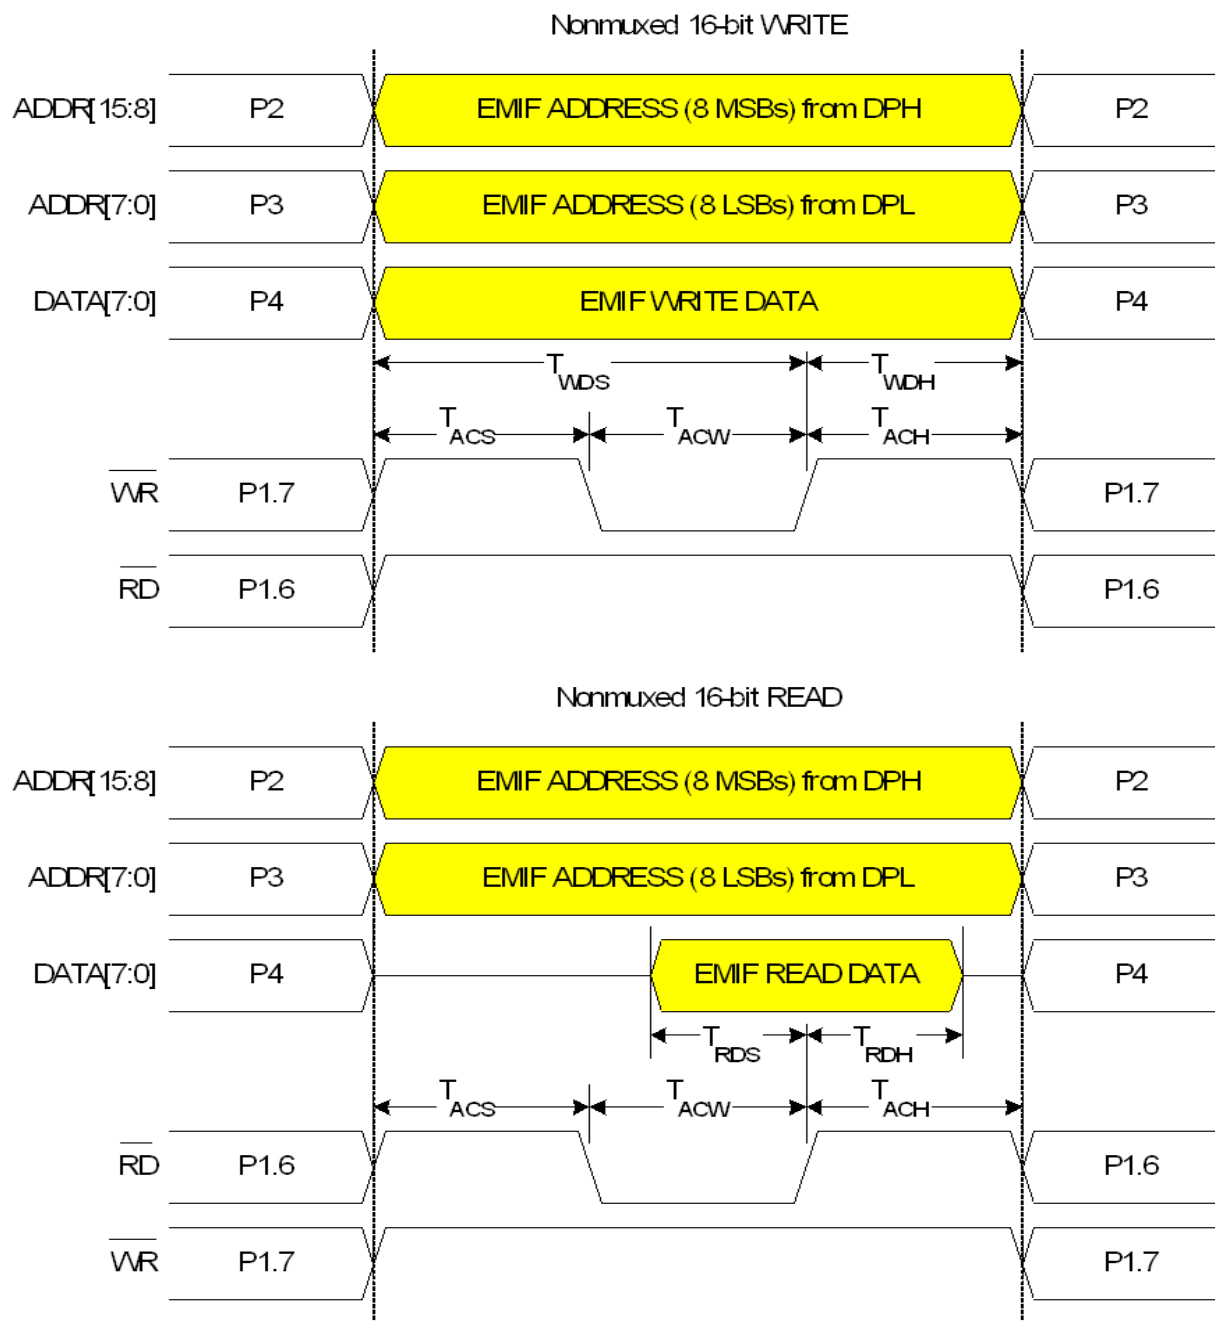 Nonmuxed 16-bit WRITE
ADDR[15:8] P2 EMIF ADDRESS (8 MSBs) from DPH P2
ADDR[7:0] P3 EMIF ADDRESS (8 LSBs) from DPL P3
DATA[7:0] P4 EMIF WRITE DATA P4
TWDS TWDH
TACS TACW TACH
WR P1.7 P1.7
RD P1.6 P1.6
Nonmuxed 16-bit READ
ADDR[15:8] P2 EMIF ADDRESS (8 MSBs) from DPH P2
ADDR[7:0] P3 EMIF ADDRESS (8 LSBs) from DPL P3
DATA[7:0] P4 EMIF READ DATA P4
TRDS TRDH
TACS TACW TACH
RD P1.6 P1.6
WR P1.7 P1.7